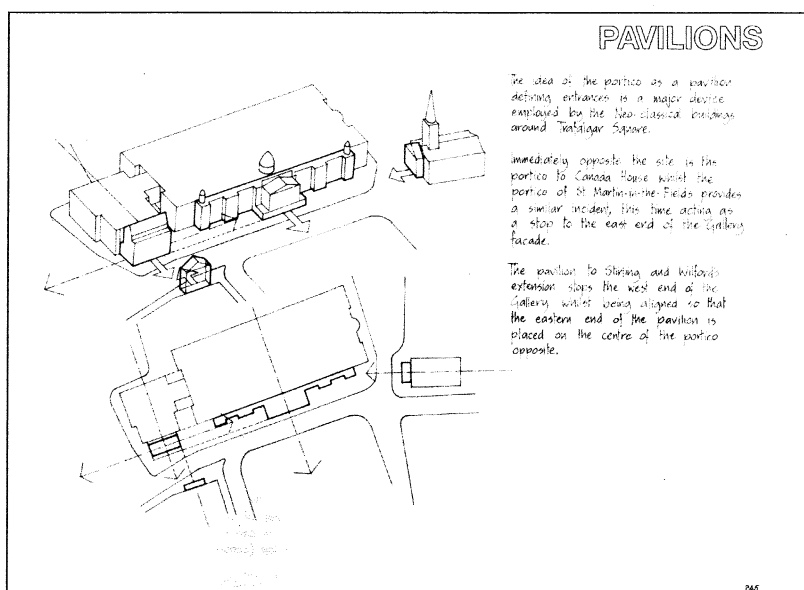 PAVILIONS
The idea of the portico as a pavilion
defining entrances is a major device
employed by the Neo-classical buildings
around Trafalgar Square.
Immediately opposite the site is the
portico to Canada House whilst the
portico of St Martin-in-the-Fields provides
a similar incident, this time acting as
a stop to the east end of the Gallery
facade.
The pavilion to Stirling and Wilford's
extension stops the west end of the
Gallery whilst being aligned so that
the eastern end of the pavilion is
placed on the centre of the portico
opposite.